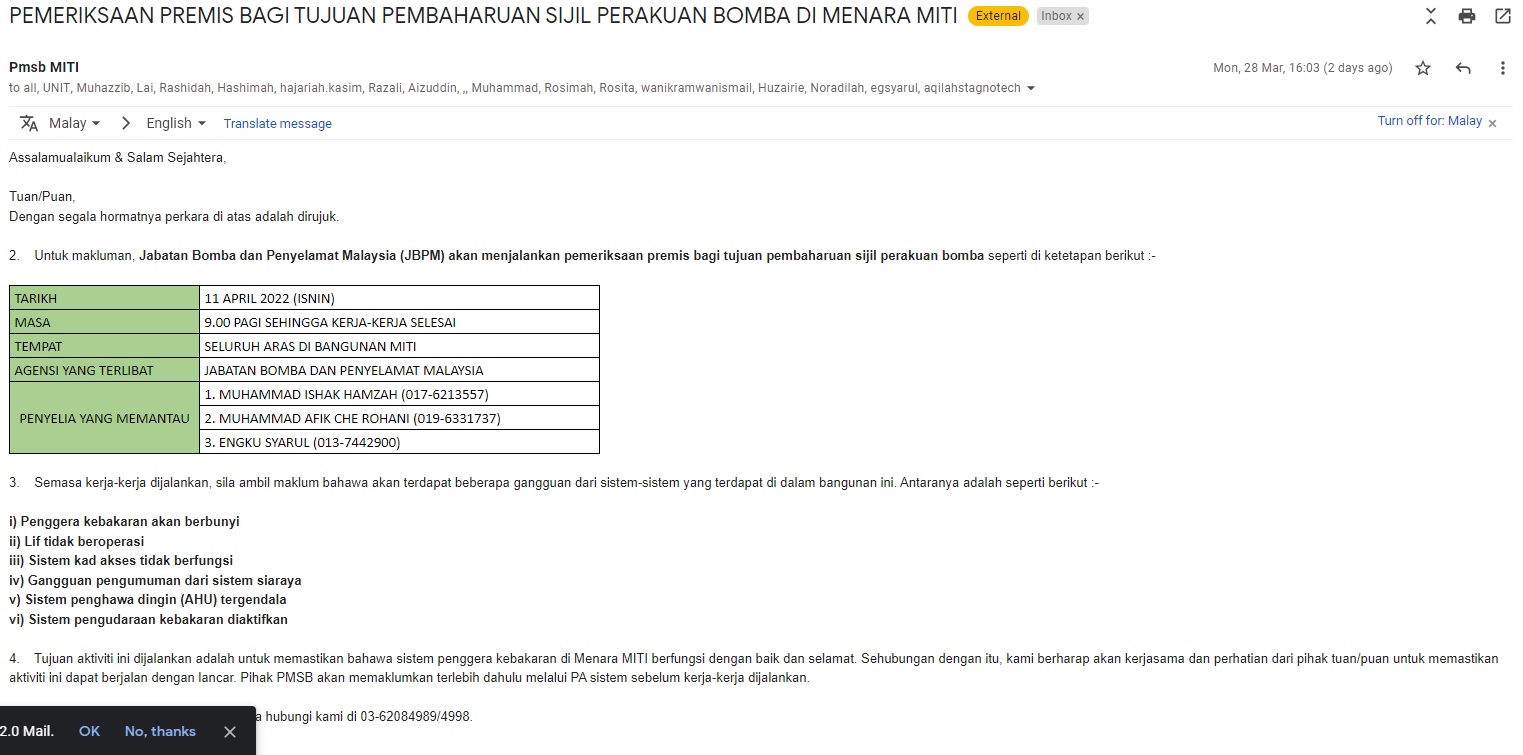 PEMERIKSAAN PREMIS BAGI TUJUAN PEMBAHARUAN SIJIL PERAKUAN BOMBA DI MENARA MITI External Inbox ×
Pmsb MITI
Mon, 28 Mar, 16:03 (2 days ago)
to all, UNIT, Muhazzib, Lai, Rashidah, Hashimah, hajariah.kasim, Razali, Aizuddin, ,, Muhammad, Rosimah, Rosita, wanikramwanismail, Huzairie, Noradilah, egsyarul, aqilahstagnotech
Malay > English Translate message
Turn off for: Malay ×
Assalamualaikum & Salam Sejahtera,
Tuan/Puan,
Dengan segala hormatnya perkara di atas adalah dirujuk.
2. Untuk makluman, Jabatan Bomba dan Penyelamat Malaysia (JBPM) akan menjalankan pemeriksaan premis bagi tujuan pembaharuan sijil perakuan bomba seperti di ketetapan berikut :-
TARIKH 11 APRIL 2022 (ISNIN)
MASA 9.00 PAGI SEHINGGA KERJA-KERJA SELESAI
TEMPAT SELURUH ARAS DI BANGUNAN MITI
AGENSI YANG TERLIBAT JABATAN BOMBA DAN PENYELAMAT MALAYSIA
PENYELIA YANG MEMANTAU
1. MUHAMMAD ISHAK HAMZAH (017-6213557)
2. MUHAMMAD AFIK CHE ROHANI (019-6331737)
3. ENGKU SYARUL (013-7442900)
3. Semasa kerja-kerja dijalankan, sila ambil maklum bahawa akan terdapat beberapa gangguan dari sistem-sistem yang terdapat di dalam bangunan ini. Antaranya adalah seperti berikut :-
i) Penggera kebakaran akan berbunyi
ii) Lif tidak beroperasi
iii) Sistem kad akses tidak berfungsi
iv) Gangguan pengumuman dari sistem siaraya
v) Sistem penghawa dingin (AHU) tergendala
vi) Sistem pengudaraan kebakaran diaktifkan
4. Tujuan aktiviti ini dijalankan adalah untuk memastikan bahawa sistem penggera kebakaran di Menara MITI berfungsi dengan baik dan selamat. Sehubungan dengan itu, kami berharap akan kerjasama dan perhatian dari pihak tuan/puan untuk memastikan
aktiviti ini dapat berjalan dengan lancar. Pihak PMSB akan memaklumkan terlebih dahulu melalui PA sistem sebelum kerja-kerja dijalankan.
a hubungi kami di 03-62084989/4998.
2.0 Mail. OK No, thanks ×